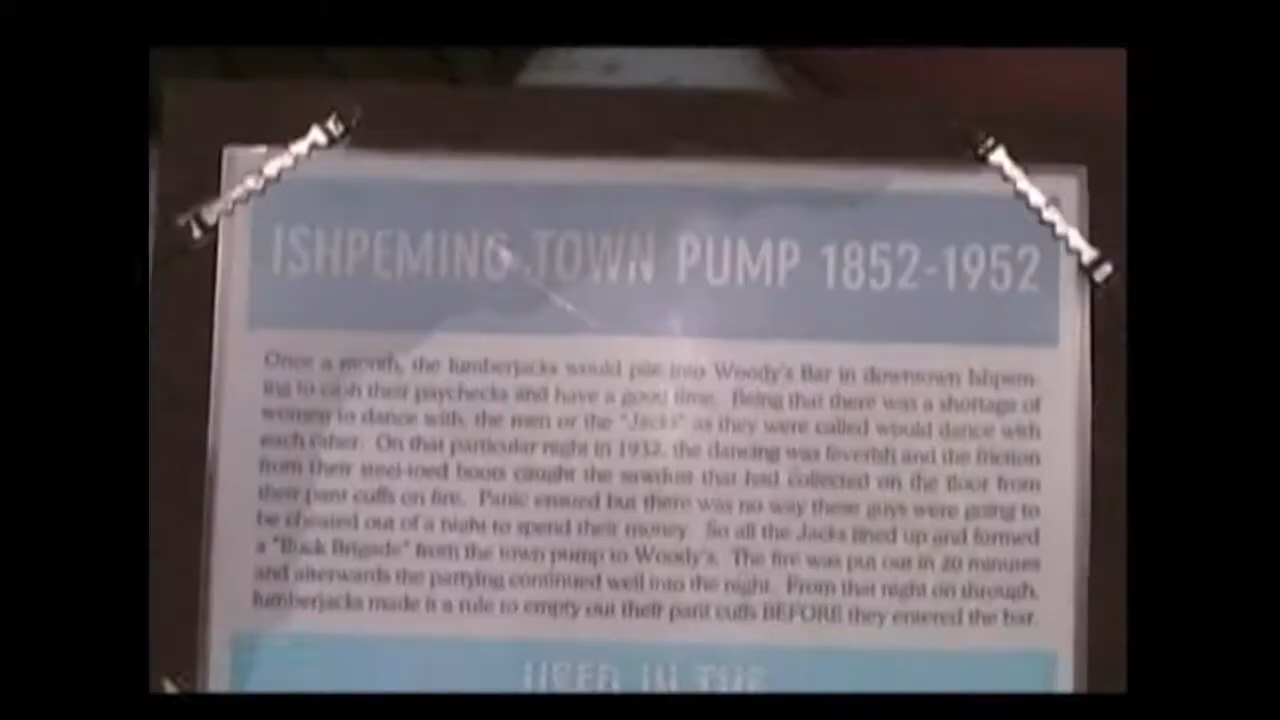 ISHPEMING TOWN PUMP 1852-1952
Once a month, the lumberjacks would pile into Woody's Bar in downtown Ishpem-
ing to cash their paychecks and have a good time. Being that there was a shortage of
women to dance with, the men or the "Jacks" as they were called would dance with
each other. On that particular night in 1932, the dancing was feverish and the friction
from their steel-toed boots caught the sawdust that had collected on the floor from
their pant cuffs on fire. Panic ensued but there was no way these guys were going to
be cheated out of a night to spend their money. So all the Jacks lined up and formed
a "Buck Brigade" from the town pump to Woody's. The fire was put out in 20 minutes
and afterwards the partying continued well into the night. From that night on through,
lumberjacks made it a rule to empty out their pant cuffs BEFORE they entered the bar.
USED IN THE